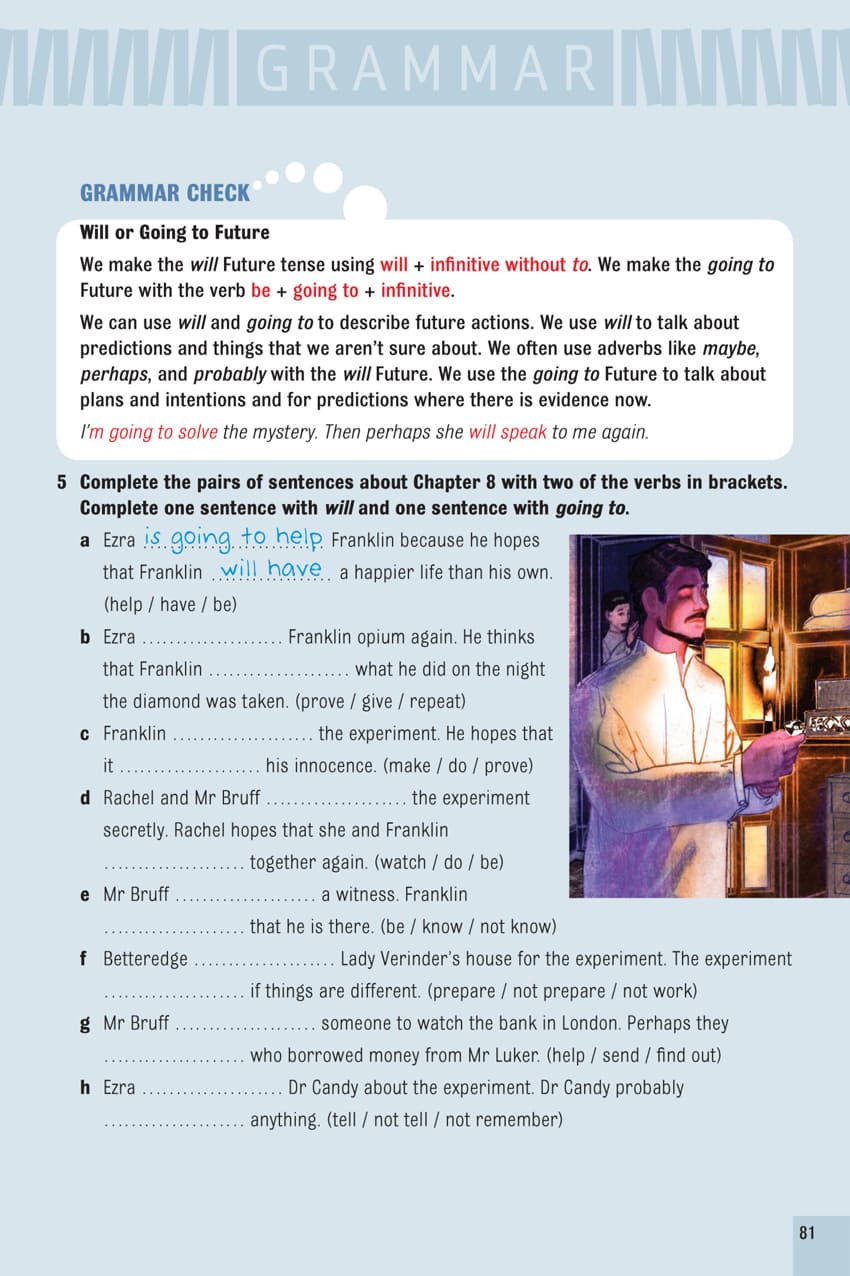 GRAMMAR
GRAMMAR CHECK
Will or Going to Future
We make the will Future tense using will + infinitive without to. We make the going to
Future with the verb be + going to + infinitive.
We can use will and going to to describe future actions. We use will to talk about
predictions and things that we aren't sure about. We often use adverbs like maybe,
perhaps, and probably with the will Future. We use the going to Future to talk about
plans and intentions and for predictions where there is evidence now.
I'm going to solve the mystery. Then perhaps she will speak to me again.
5 Complete the pairs of sentences about Chapter 8 with two of the verbs in brackets.
Complete one sentence with will and one sentence with going to.
a Ezra is going to help Franklin because he hopes
that Franklin will have a happier life than his own.
(help / have / be)
b Ezra ..................... Franklin opium again. He thinks
that Franklin ..................... what he did on the night
the diamond was taken. (prove / give / repeat)
c Franklin ..................... the experiment. He hopes that
it ..................... his innocence. (make / do / prove)
d Rachel and Mr Bruff ..................... the experiment
secretly. Rachel hopes that she and Franklin
..................... together again. (watch / do / be)
e Mr Bruff ..................... a witness. Franklin
..................... that he is there. (be / know / not know)
f Betteredge ..................... Lady Verinder's house for the experiment. The experiment
..................... if things are different. (prepare / not prepare / not work)
g Mr Bruff ..................... someone to watch the bank in London. Perhaps they
..................... who borrowed money from Mr Luker. (help / send / find out)
h Ezra ..................... Dr Candy about the experiment. Dr Candy probably
..................... anything. (tell / not tell / not remember)
81